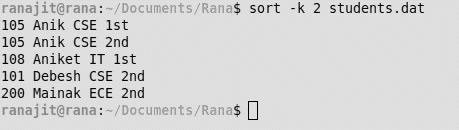 ranajit@rana:~/Documents/Rana$ sort -k 2 students.dat
105 Anik CSE 1st
105 Anik CSE 2nd
108 Aniket IT 1st
101 Debesh CSE 2nd
200 Mainak ECE 2nd
ranajit@rana:~/Documents/Rana$